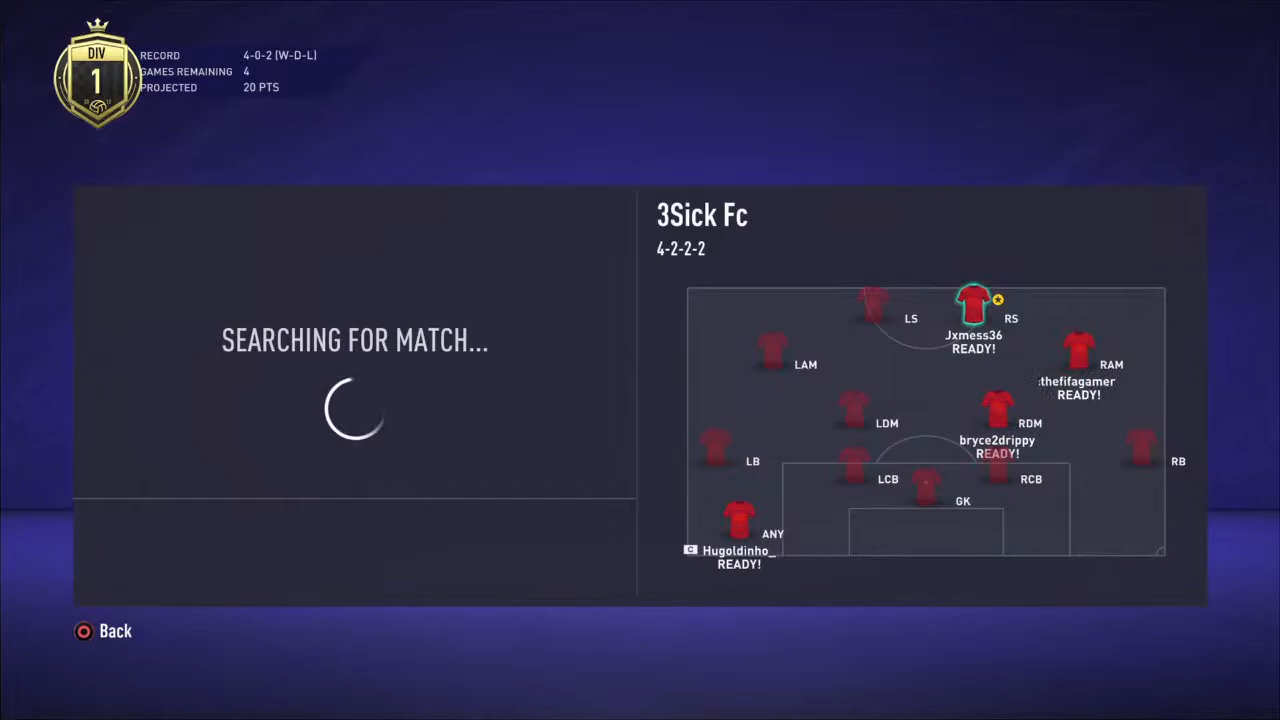 DIV
1
RECORD 4-0-2 (W-D-L)
GAMES REMAINING 4
PROJECTED 20 PTS
SEARCHING FOR MATCH...
3Sick Fc
4-2-2-2
LS
RS
Jxmess36
READY!
LAM
RAM
:thefifagamer
READY!
LDM
RDM
bryce2drippy
READY!
LB
RB
LCB
RCB
GK
ANY
C Hugoldinho_
READY!
Back